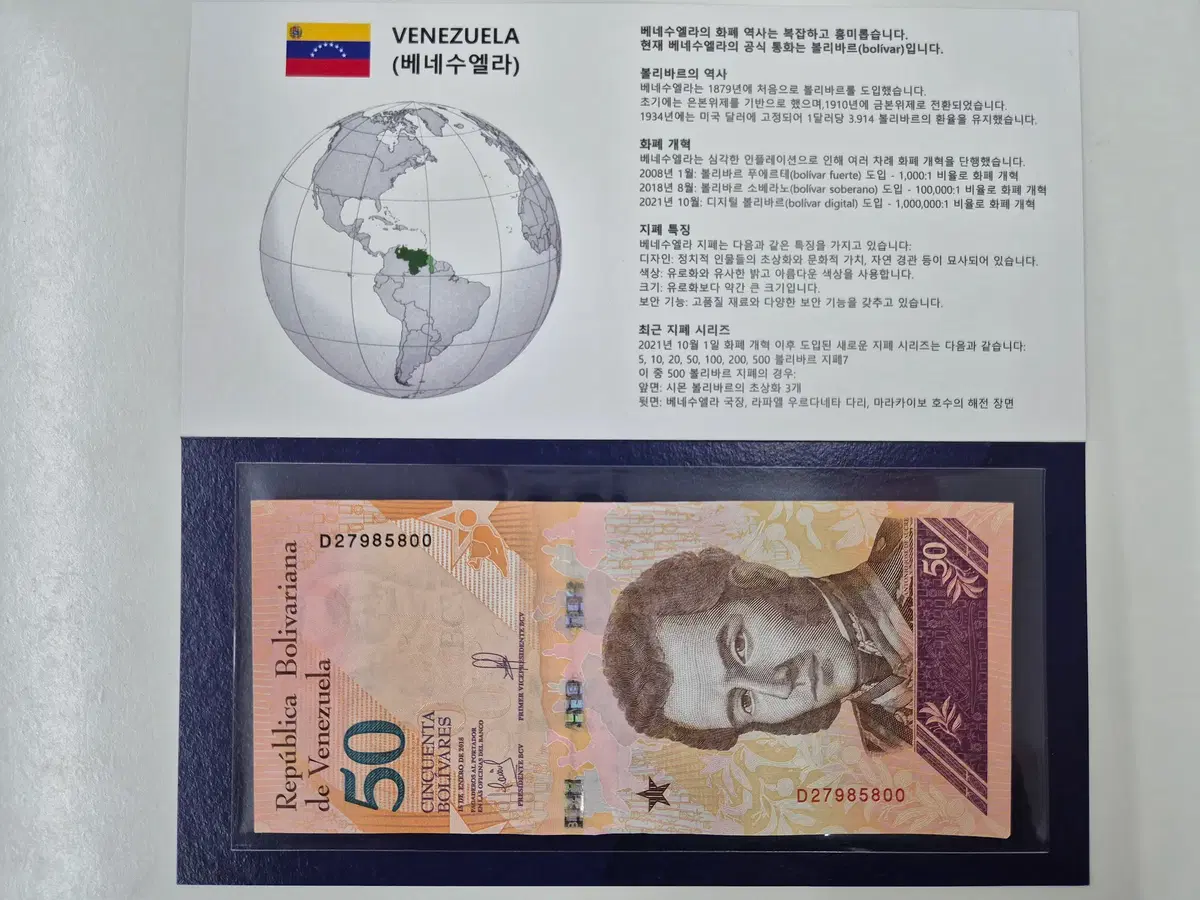 VENEZUELA
(베네수엘라)
베네수엘라의 화폐 역사는 복잡하고 흥미롭습니다.
현재 베네수엘라의 공식 통화는 볼리바르(bolívar)입니다.
볼리바르의 역사
베네수엘라는 1879년에 처음으로 볼리바르를 도입했습니다.
초기에는 은본위제를 기반으로 했으며,1910년에 금본위제로 전환되었습니다.
1934년에는 미국 달러에 고정되어 1달러당 3.914 볼리바르의 환율을 유지했습니다.
화폐 개혁
베네수엘라는 심각한 인플레이션으로 인해 여러 차례 화폐 개혁을 단행했습니다.
2008년 1월: 볼리바르 푸에르테(bolívar fuerte) 도입 - 1,000:1 비율로 화폐 개혁
2018년 8월: 볼리바르 소베라노(bolívar soberano) 도입 - 100,000:1 비율로 화폐 개혁
2021년 10월: 디지털 볼리바르(bolívar digital) 도입 - 1,000,000:1 비율로 화폐 개혁
지폐 특징
베네수엘라 지폐는 다음과 같은 특징을 가지고 있습니다:
디자인: 정치적 인물들의 초상화와 문화적 가치, 자연 경관 등이 묘사되어 있습니다.
색상: 유로화와 유사한 밝고 아름다운 색상을 사용합니다.
크기: 유로화보다 약간 큰 크기입니다.
보안 기능: 고품질 재료와 다양한 보안 기능을 갖추고 있습니다.
최근 지폐 시리즈
2021년 10월 1일 화폐 개혁 이후 도입된 새로운 지폐 시리즈는 다음과 같습니다:
5, 10, 20, 50, 100, 200, 500 볼리바르 지폐7
이 중 500 볼리바르 지폐의 경우:
앞면: 시몬 볼리바르의 초상화 3개
뒷면: 베네수엘라 국장, 라파엘 우르다네타 다리, 마라카이보 호수의 해전 장면
D27985800
República Bolivariana
de Venezuela
50
CINCUENTA
BOLÍVARES
15 DE ENERO DE 2018
PAGADEROS AL PORTADOR
EN LAS OFICINAS DEL BANCO
PRESIDENTE BCV
PRIMER VICEPRESIDENTE BCV
50
D27985800